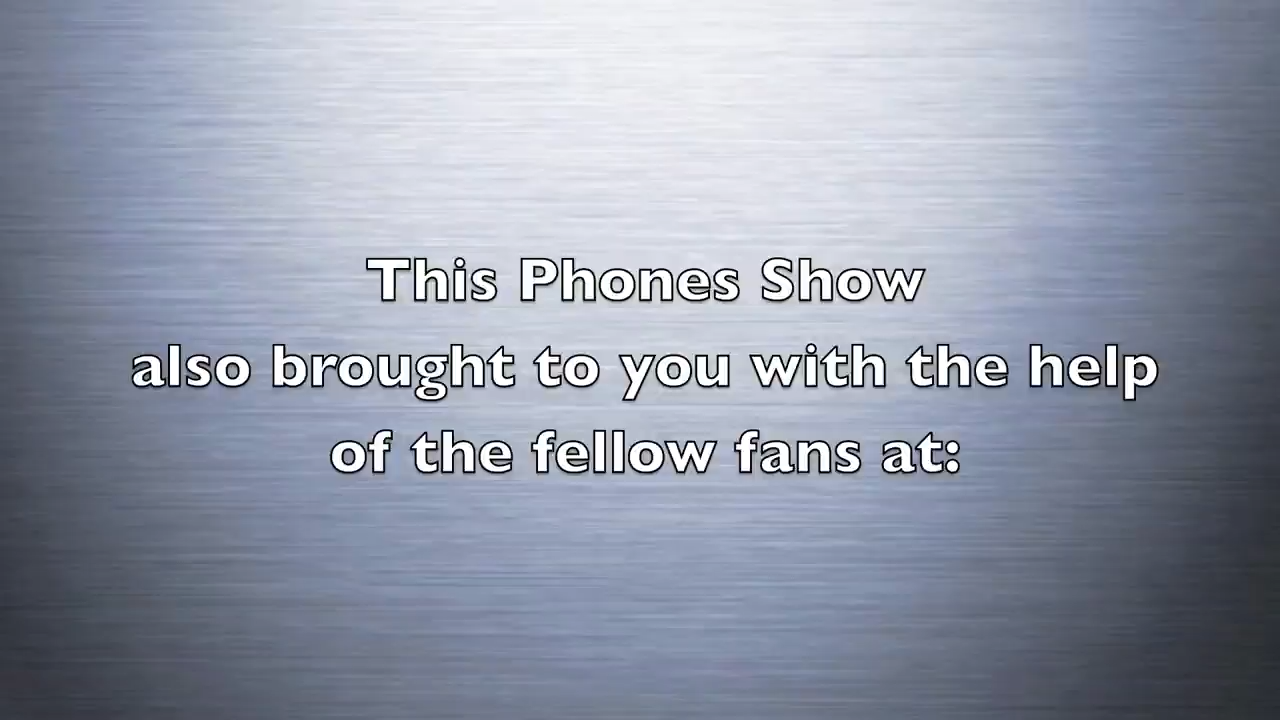 This Phones Show
also brought to you with the help
of the fellow fans at: